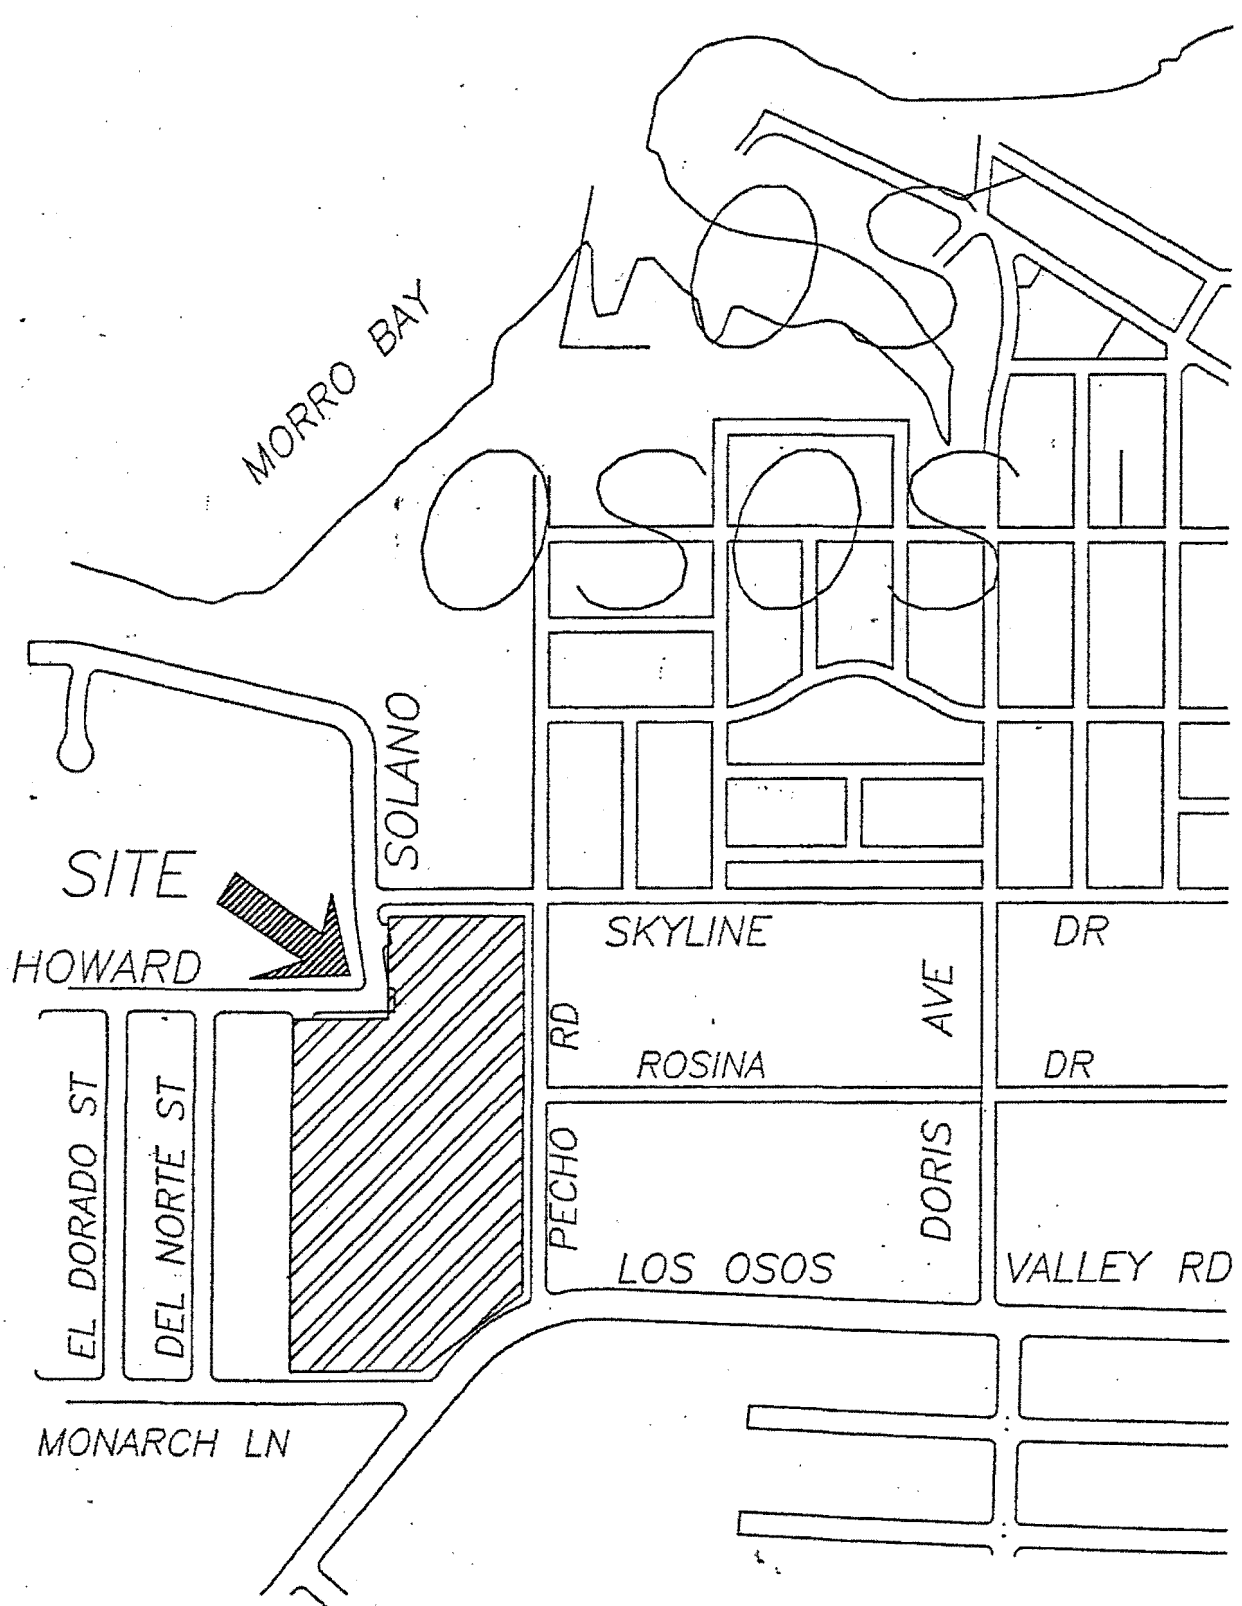 LOS
MORRO BAY
OSOS
SOLANO
SITE
HOWARD
SKYLINE DR
PECHO RD
DORIS AVE
ROSINA DR
EL DORADO ST
DEL NORTE ST
LOS OSOS VALLEY RD
MONARCH LN